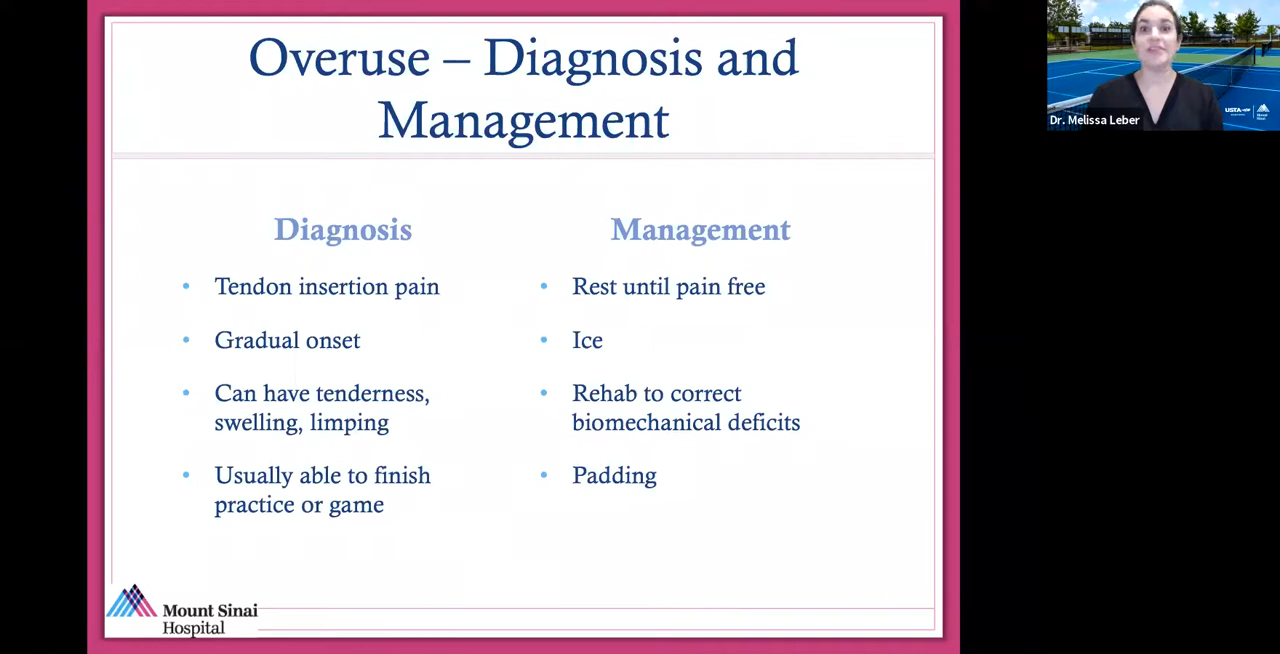 Overuse – Diagnosis and
Management
Diagnosis
• Tendon insertion pain
• Gradual onset
• Can have tenderness,
swelling, limping
• Usually able to finish
practice or game
Management
• Rest until pain free
• Ice
• Rehab to correct
biomechanical deficits
• Padding
Mount Sinai
Hospital
Dr. Melissa Leber
USTA